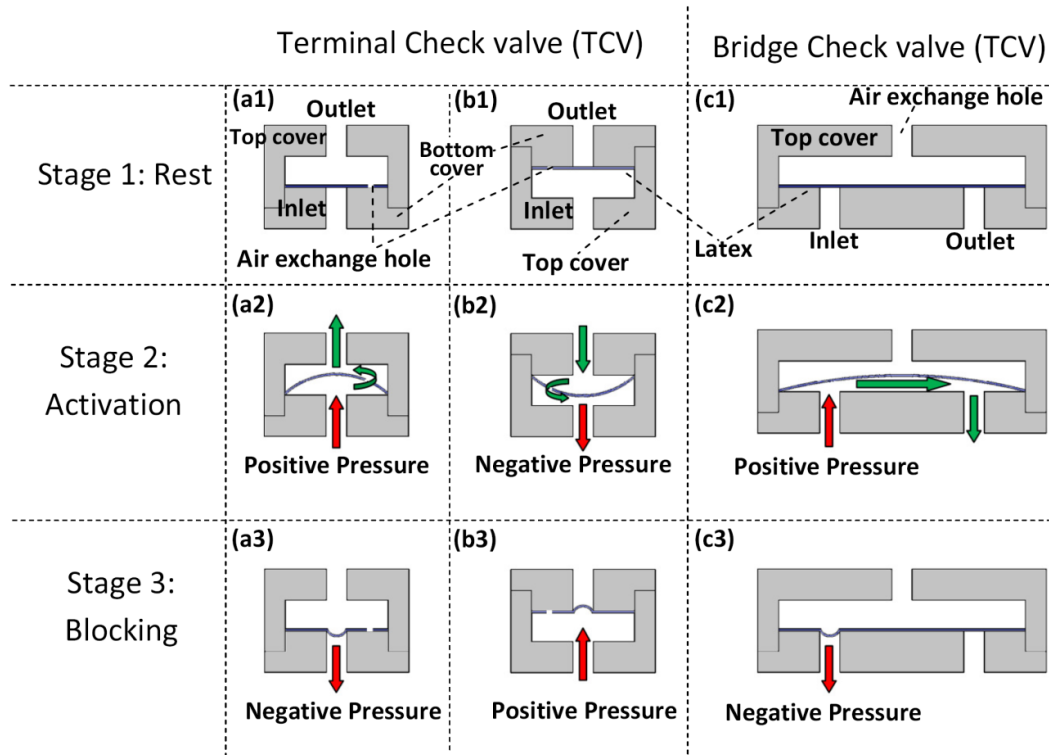 Terminal Check valve (TCV)
Bridge Check valve (TCV)
Stage 1: Rest
(a1)
Outlet
Top cover
Inlet
Air exchange hole
(b1)
Outlet
Bottom
cover
Inlet
Top cover
Latex
(c1)
Air exchange hole
Top cover
Inlet
Outlet
Stage 2:
Activation
(a2)
Positive Pressure
(b2)
Negative Pressure
(c2)
Positive Pressure
Stage 3:
Blocking
(a3)
Negative Pressure
(b3)
Positive Pressure
(c3)
Negative Pressure